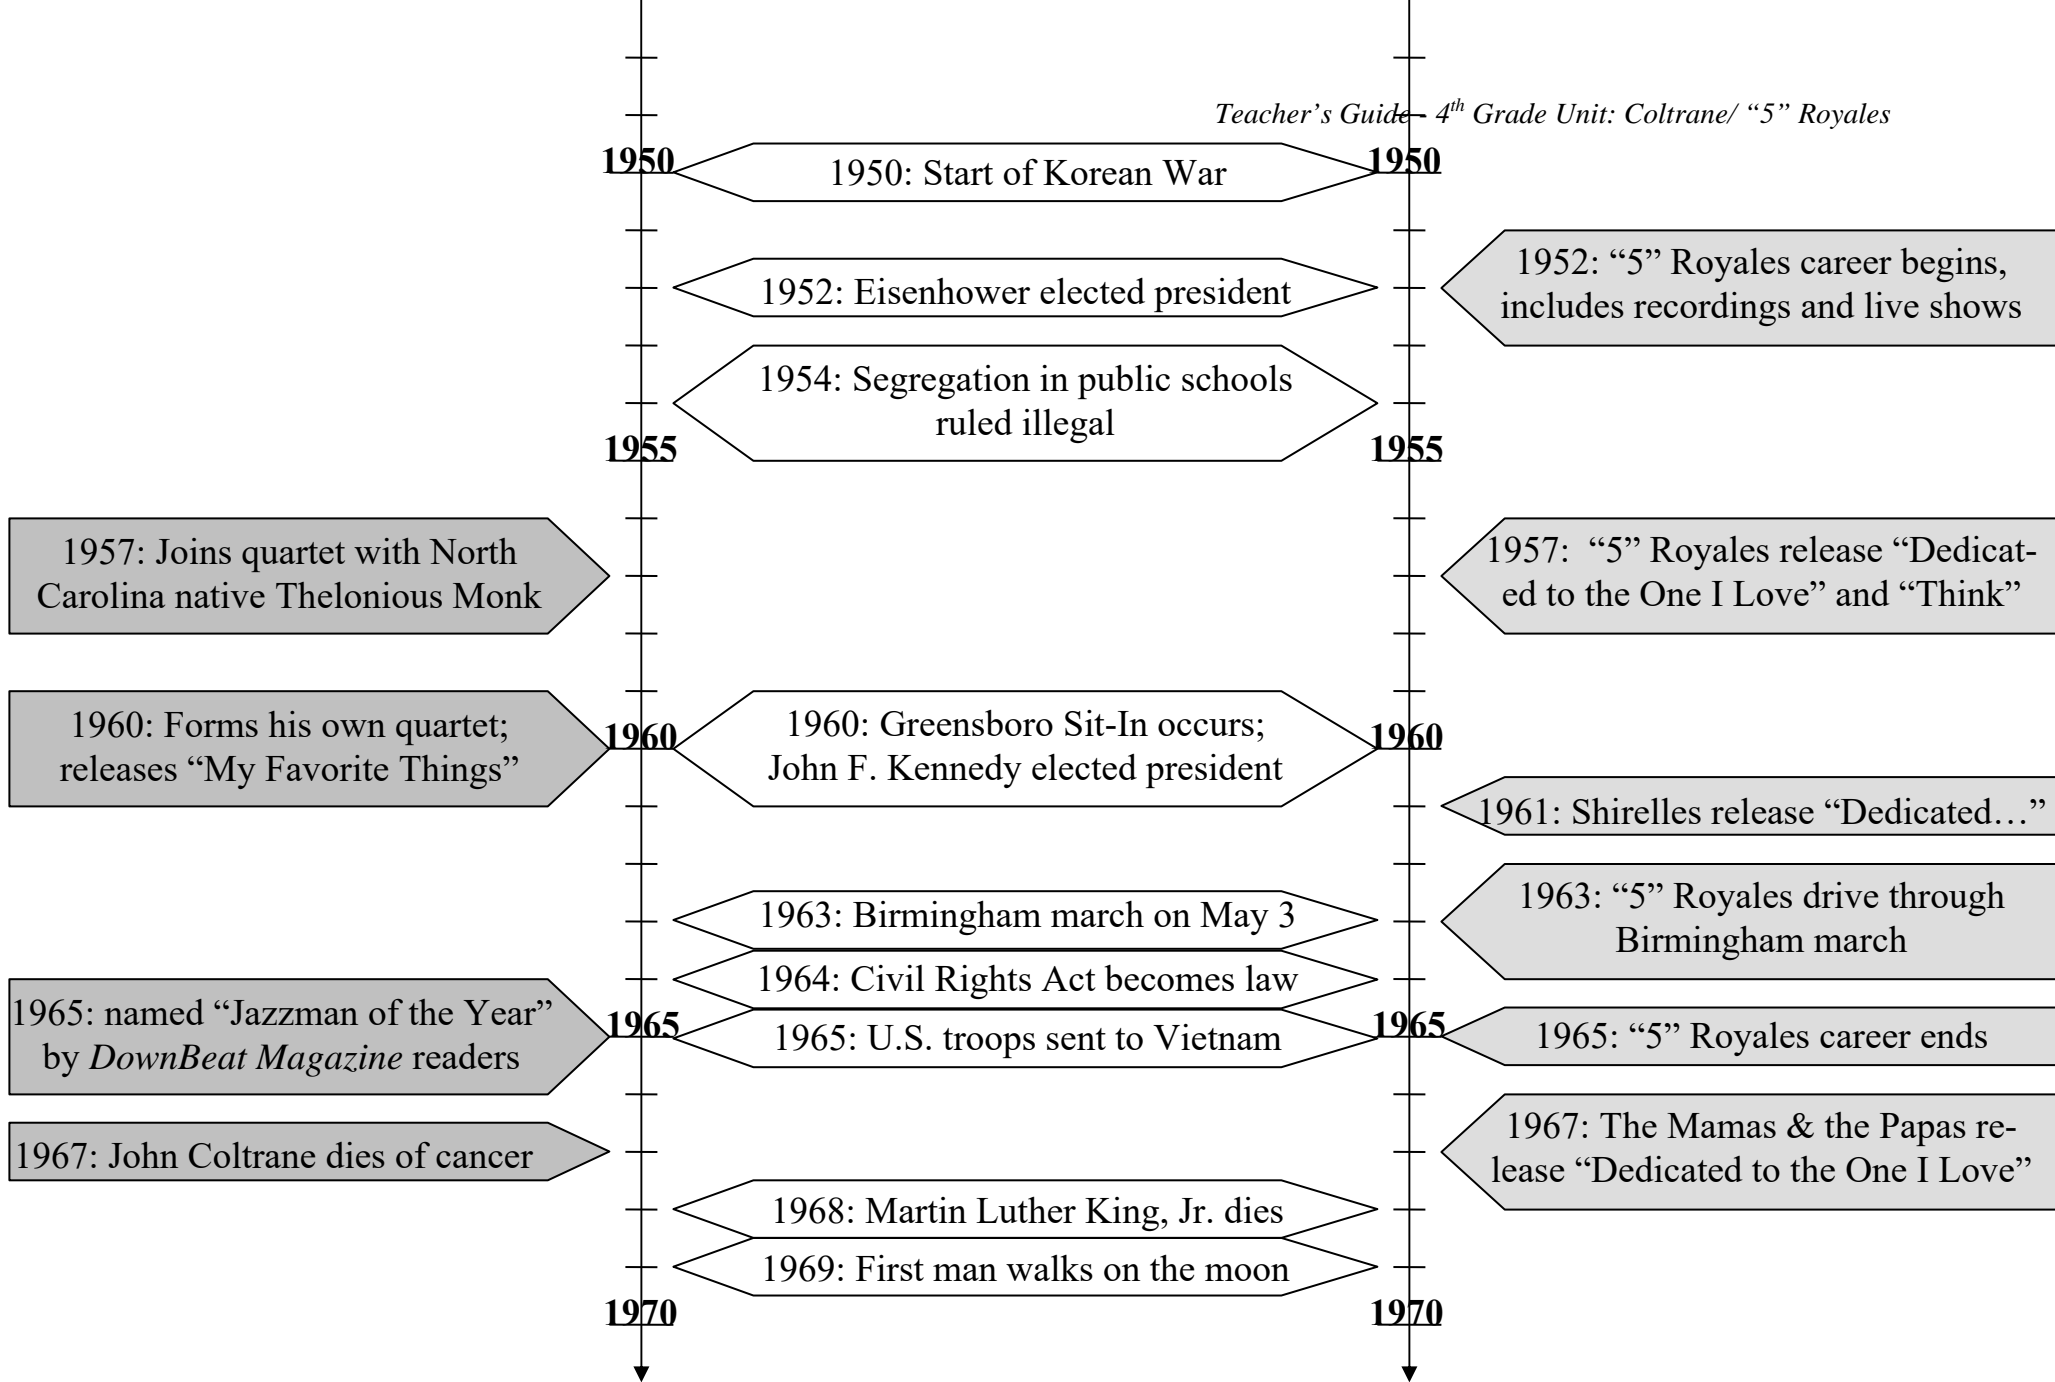 Teacher’s Guide - 4th Grade Unit: Coltrane/ “5” Royales
1950
1950: Start of Korean War
1950
1952: Eisenhower elected president
1952: “5” Royales career begins,
includes recordings and live shows
1954: Segregation in public schools
ruled illegal
1955
1955
1957: Joins quartet with North
Carolina native Thelonious Monk
1957:  “5” Royales release “Dedicat-
ed to the One I Love” and “Think”
1960: Forms his own quartet;
releases “My Favorite Things”
1960
1960: Greensboro Sit-In occurs;
John F. Kennedy elected president
1960
1961: Shirelles release “Dedicated…”
1963: Birmingham march on May 3
1963: “5” Royales drive through
Birmingham march
1964: Civil Rights Act becomes law
1965: named “Jazzman of the Year”
by DownBeat Magazine readers
1965
1965: U.S. troops sent to Vietnam
1965
1965: “5” Royales career ends
1967: John Coltrane dies of cancer
1967: The Mamas & the Papas re-
lease “Dedicated to the One I Love”
1968: Martin Luther King, Jr. dies
1969: First man walks on the moon
1970
1970